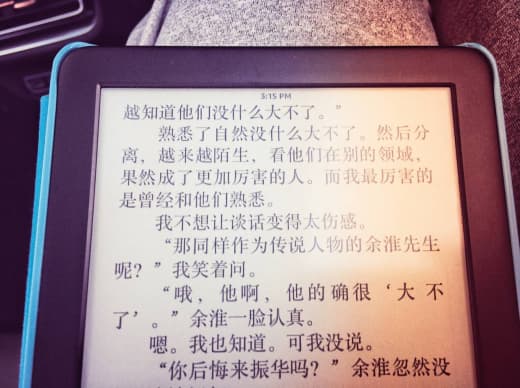 3:15 PM
越知道他们没什么大不了。”
熟悉了自然没什么大不了。然后分
离，越来越陌生，看他们在别的领域，
果然成了更加厉害的人。而我最厉害的
是曾经和他们熟悉。
我不想让谈话变得太伤感。
“那同样作为传说人物的余淮先生
呢？”我笑着问。
“哦，他啊，他的确很‘大不
了’。”余淮一脸认真。
嗯。我也知道。可我没说。
“你后悔来振华吗？”余淮忽然没